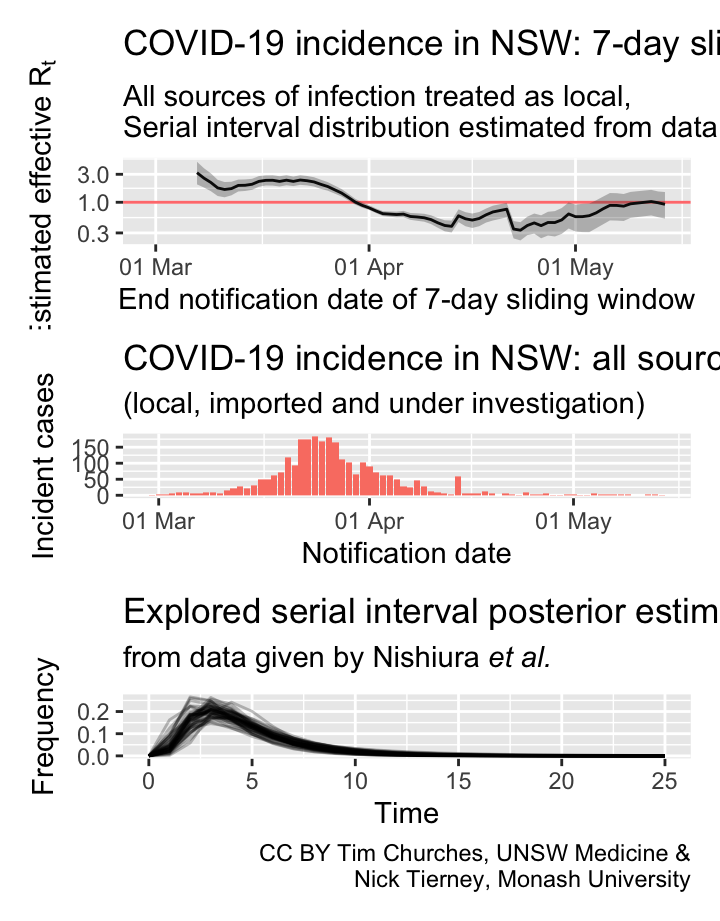 COVID-19 incidence in NSW: 7-day sli
All sources of infection treated as local,
Serial interval distribution estimated from data
stimated effective Rt
3.0
1.0
0.3
01 Mar 01 Apr 01 May
End notification date of 7-day sliding window
COVID-19 incidence in NSW: all sourc
(local, imported and under investigation)
Incident cases
150
100
50
0
01 Mar 01 Apr 01 May
Notification date
Explored serial interval posterior estim
from data given by Nishiura et al.
Frequency
0.2
0.1
0.0
0 5 10 15 20 25
Time
CC BY Tim Churches, UNSW Medicine &
Nick Tierney, Monash University